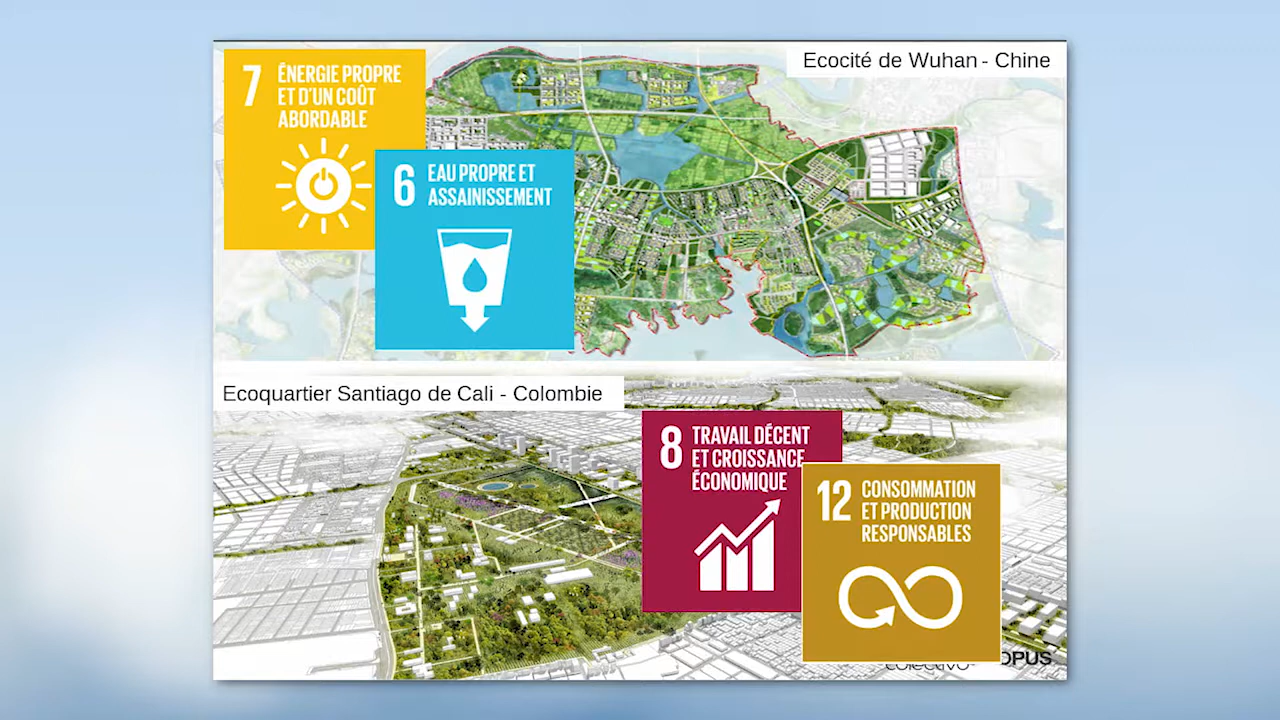 Ecocité de Wuhan - Chine
7
ÉNERGIE PROPRE
ET D'UN COÛT
ABORDABLE
6
EAU PROPRE ET
ASSAINISSEMENT
Ecoquartier Santiago de Cali - Colombie
8
TRAVAIL DÉCENT
ET CROISSANCE
ÉCONOMIQUE
12
CONSOMMATION
ET PRODUCTION
RESPONSABLES